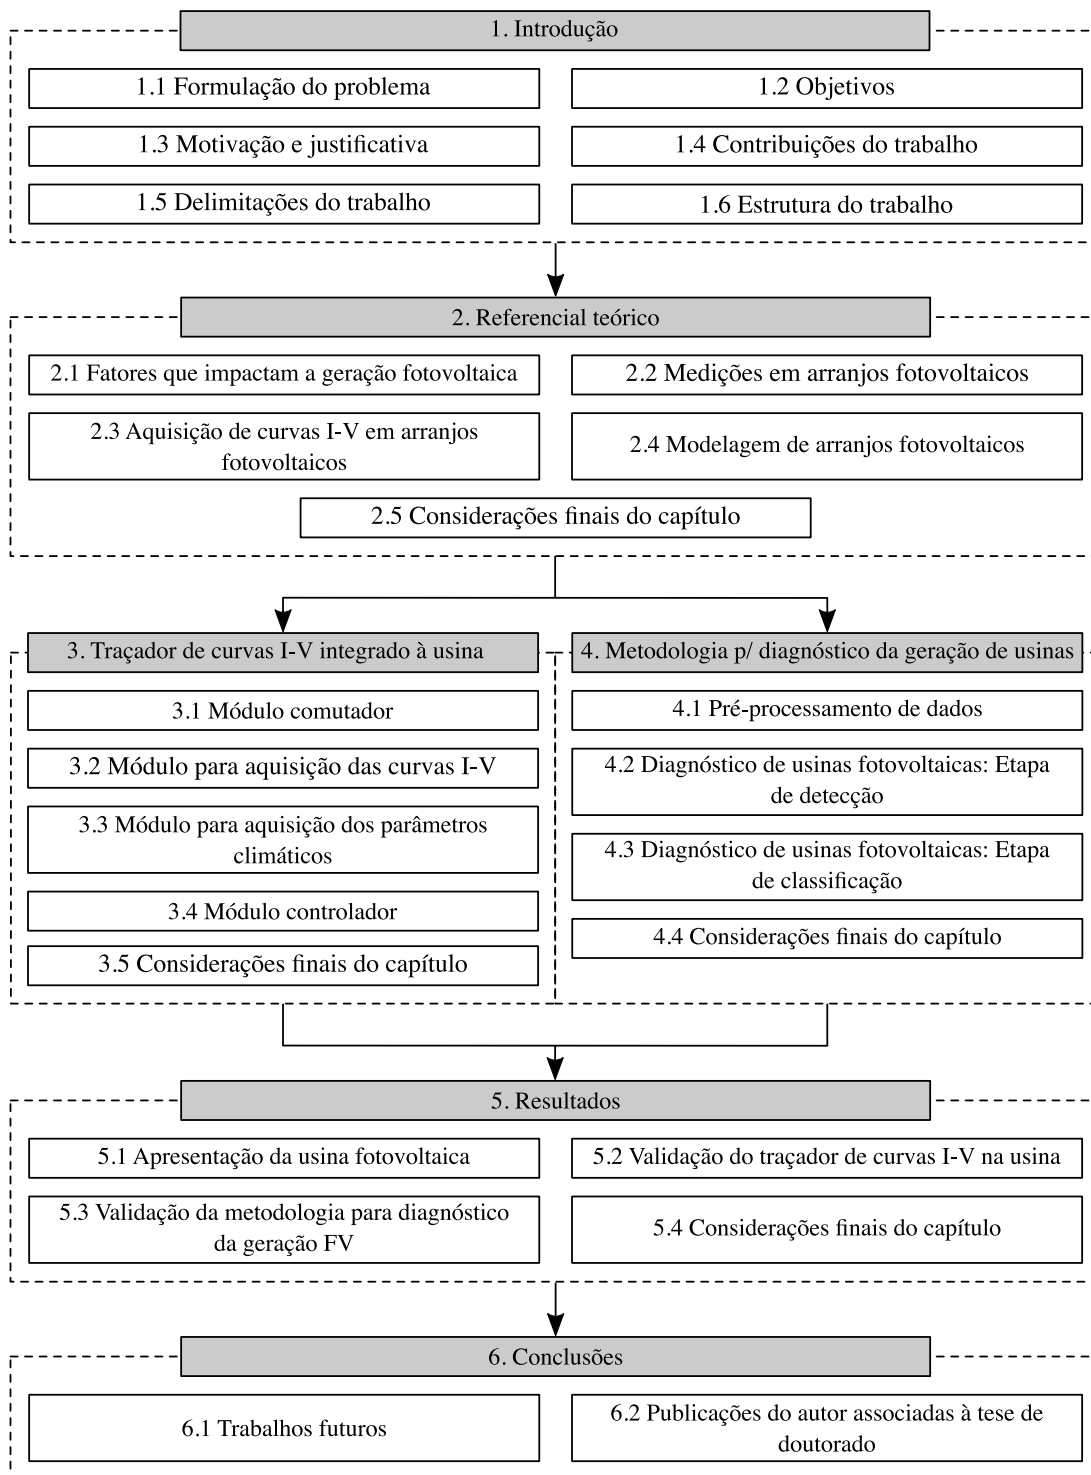 1. Introdução
1.1 Formulação do problema
1.2 Objetivos
1.3 Motivação e justificativa
1.4 Contribuições do trabalho
1.5 Delimitações do trabalho
1.6 Estrutura do trabalho
2. Referencial teórico
2.1 Fatores que impactam a geração fotovoltaica
2.2 Medições em arranjos fotovoltaicos
2.3 Aquisição de curvas I-V em arranjos
fotovoltaicos
2.4 Modelagem de arranjos fotovoltaicos
2.5 Considerações finais do capítulo
3. Traçador de curvas I-V integrado à usina
3.1 Módulo comutador
3.2 Módulo para aquisição das curvas I-V
3.3 Módulo para aquisição dos parâmetros
climáticos
3.4 Módulo controlador
3.5 Considerações finais do capítulo
4. Metodologia p/ diagnóstico da geração de usinas
4.1 Pré-processamento de dados
4.2 Diagnóstico de usinas fotovoltaicas: Etapa
de detecção
4.3 Diagnóstico de usinas fotovoltaicas: Etapa
de classificação
4.4 Considerações finais do capítulo
5. Resultados
5.1 Apresentação da usina fotovoltaica
5.2 Validação do traçador de curvas I-V na usina
5.3 Validação da metodologia para diagnóstico
da geração FV
5.4 Considerações finais do capítulo
6. Conclusões
6.1 Trabalhos futuros
6.2 Publicações do autor associadas à tese de
doutorado